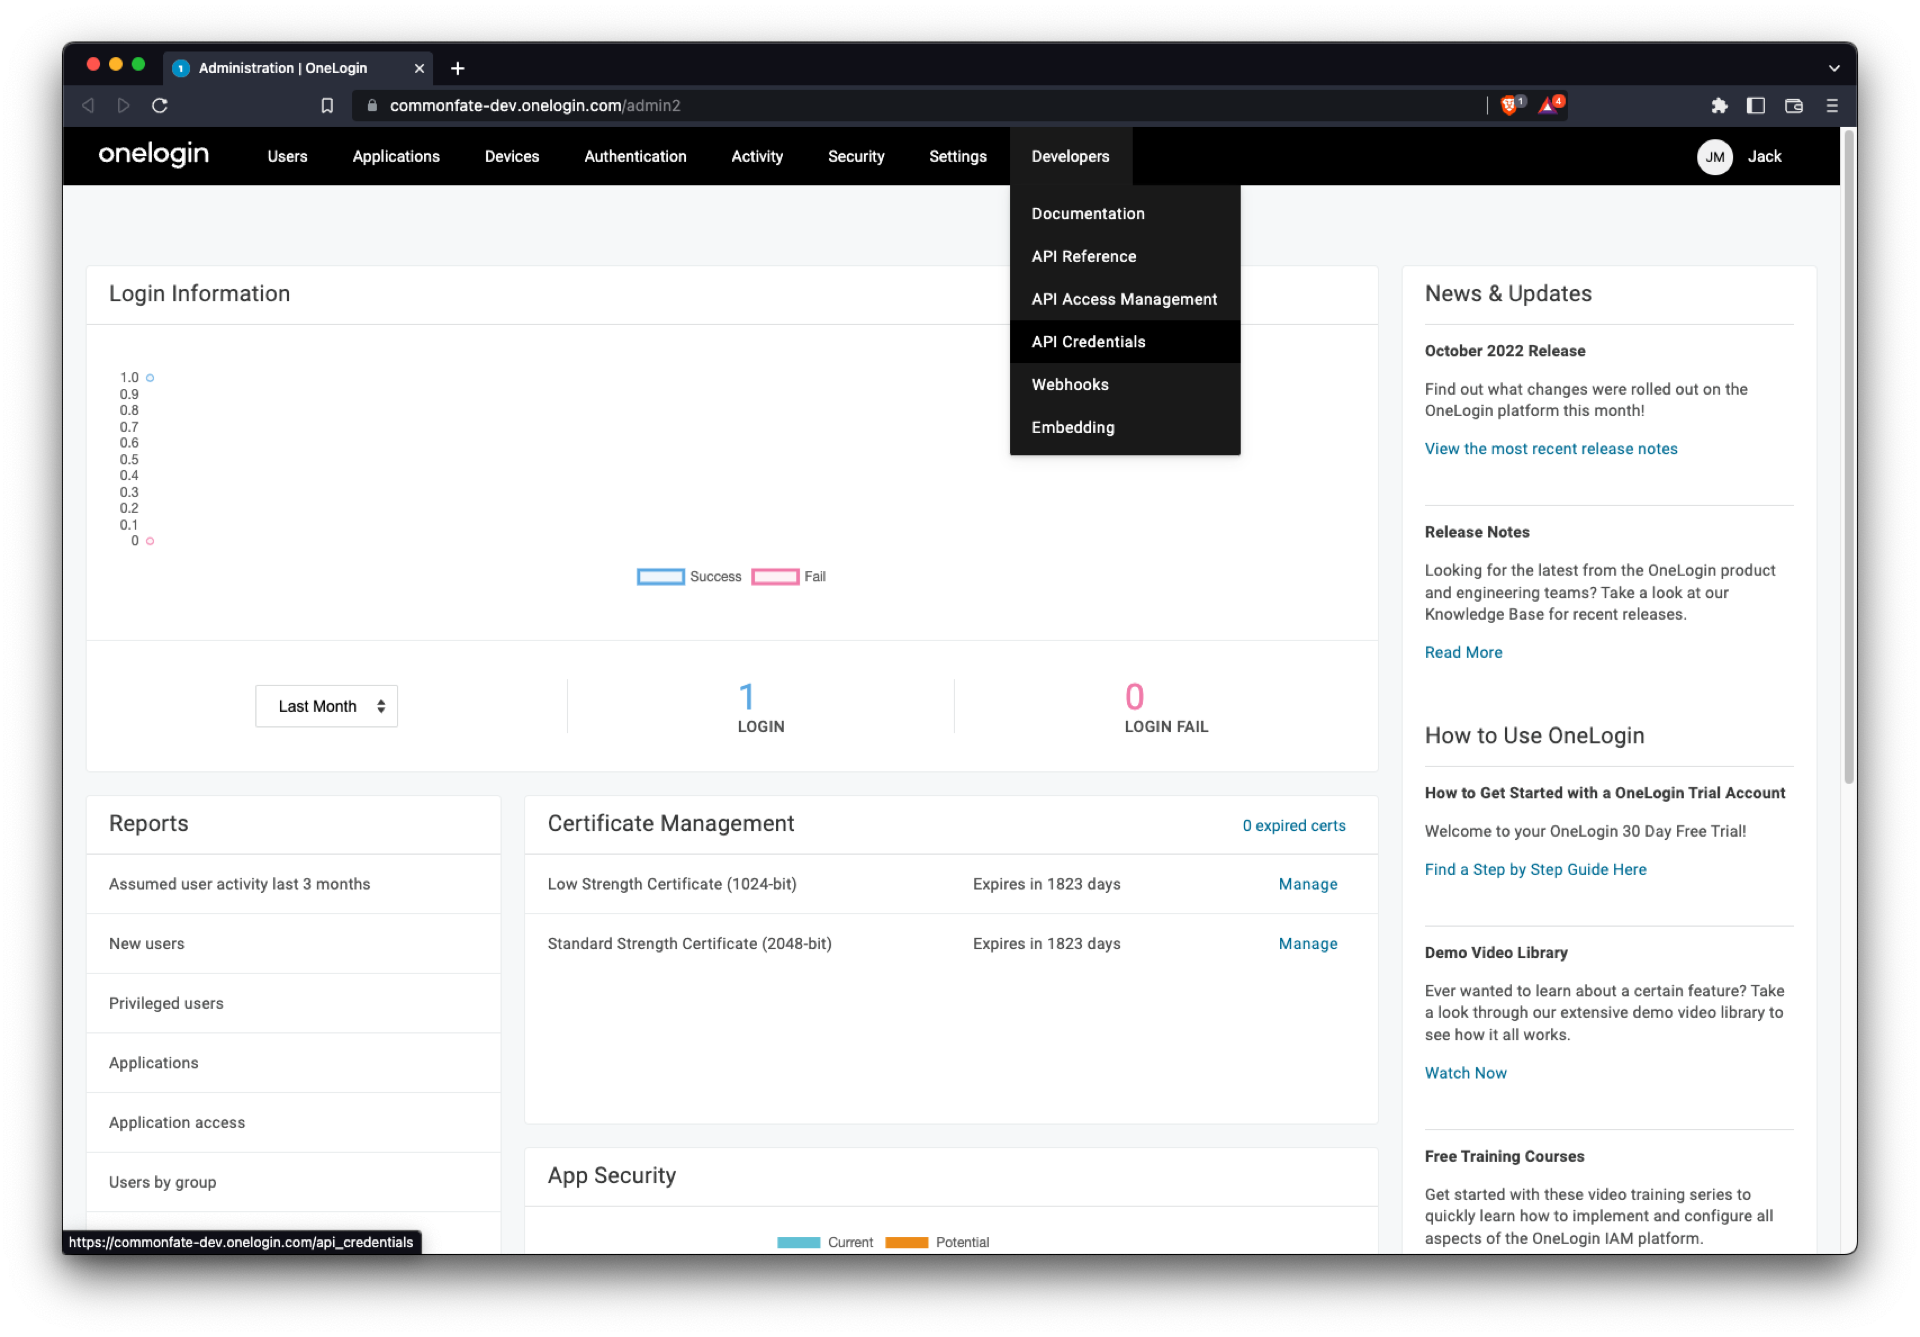 Administration | OneLogin
commonfate-dev.onelogin.com/admin2
1
4
onelogin
Users
Applications
Devices
Authentication
Activity
Security
Settings
Developers
JM
Jack
Documentation
API Reference
API Access Management
API Credentials
Webhooks
Embedding
Login Information
1.0
0.9
0.8
0.7
0.6
0.5
0.4
0.3
0.2
0.1
0
Success
Fail
Last Month
1
LOGIN
0
LOGIN FAIL
Reports
Assumed user activity last 3 months
New users
Privileged users
Applications
Application access
Users by group
Certificate Management
0 expired certs
Low Strength Certificate (1024-bit)
Expires in 1823 days
Manage
Standard Strength Certificate (2048-bit)
Expires in 1823 days
Manage
App Security
Current
Potential
News & Updates
October 2022 Release
Find out what changes were rolled out on the
OneLogin platform this month!
View the most recent release notes
Release Notes
Looking for the latest from the OneLogin product
and engineering teams? Take a look at our
Knowledge Base for recent releases.
Read More
How to Use OneLogin
How to Get Started with a OneLogin Trial Account
Welcome to your OneLogin 30 Day Free Trial!
Find a Step by Step Guide Here
Demo Video Library
Ever wanted to learn about a certain feature? Take
a look through our extensive demo video library to
see how it all works.
Watch Now
Free Training Courses
Get started with these video training series to
quickly learn how to implement and configure all
aspects of the OneLogin IAM platform.
https://commonfate-dev.onelogin.com/api_credentials